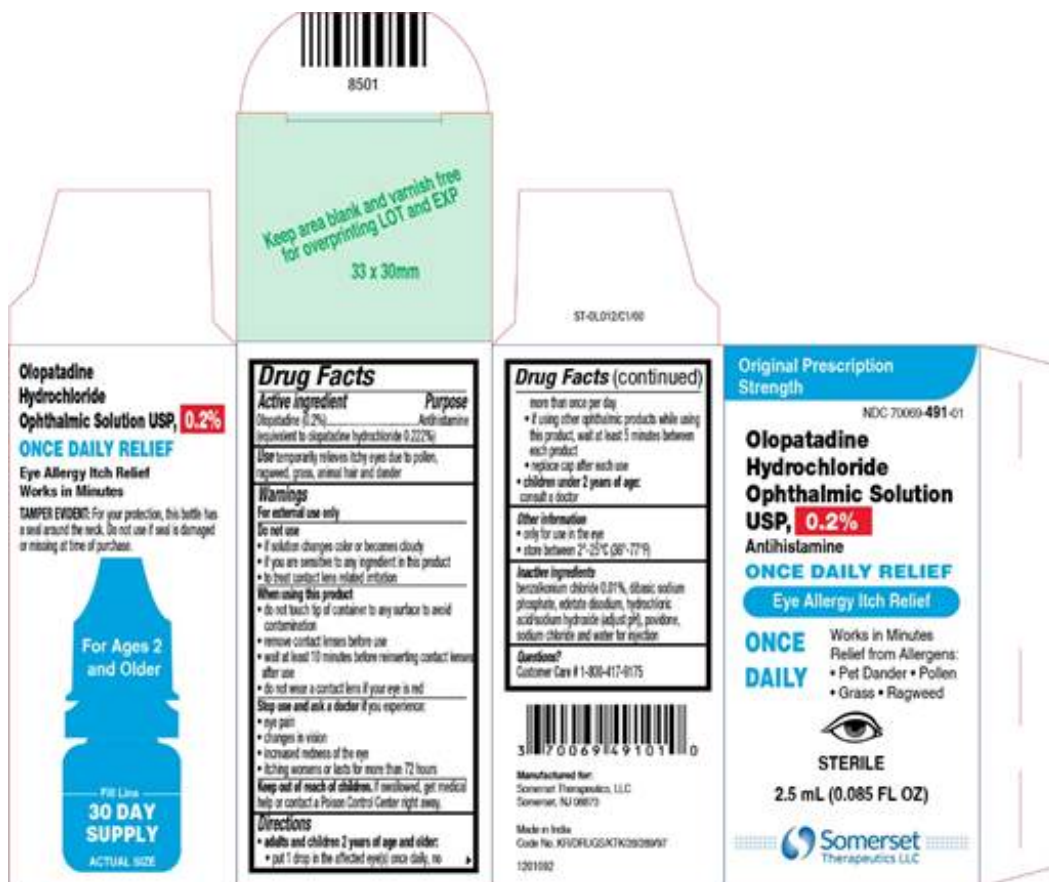 8501
Keep area blank and varnish free
for overprinting LOT and EXP
33 x 30mm
ST-OLO12/C1/00
Olopatadine
Hydrochloride
Ophthalmic Solution USP, 0.2%
ONCE DAILY RELIEF
Eye Allergy Itch Relief
Works in Minutes
TAMPER EVIDENT: For your protection, this bottle has
a seal around the neck. Do not use if seal is damaged
or missing at time of purchase.
For Ages 2
and Older
Fill Line
30 DAY
SUPPLY
ACTUAL SIZE
Drug Facts
Active ingredient Purpose
Olopatadine (0.2%)............................Antihistamine
(equivalent to olopatadine hydrochloride 0.222%)
Use temporarily relieves itchy eyes due to pollen,
ragweed, grass, animal hair and dander
Warnings
For external use only
Do not use
• if solution changes color or becomes cloudy
• if you are sensitive to any ingredient in this product
• to treat contact lens related irritation
When using this product
• do not touch tip of container to any surface to avoid
contamination
• remove contact lenses before use
• wait at least 10 minutes before reinserting contact lenses
after use
• do not wear a contact lens if your eye is red
Stop use and ask a doctor if you experience:
• eye pain
• changes in vision
• increased redness of the eye
• itching worsens or lasts for more than 72 hours
Keep out of reach of children. If swallowed, get medical
help or contact a Poison Control Center right away.
Directions
• adults and children 2 years of age and older:
• put 1 drop in the affected eye(s) once daily, no
Drug Facts (continued)
more than once per day
• if using other ophthalmic products while using
this product, wait at least 5 minutes between
each product
• replace cap after each use
• children under 2 years of age:
consult a doctor
Other information
• only for use in the eye
• store between 2°-25°C (36°-77°F)
Inactive ingredients
benzalkonium chloride 0.01%, dibasic sodium
phosphate, edetate disodium, hydrochloric
acid/sodium hydroxide (adjust pH), povidone,
sodium chloride and water for injection
Questions?
Customer Care # 1-800-417-9175
3 70069 49101 0
Manufactured for:
Somerset Therapeutics, LLC
Somerset, NJ 08873
Made in India
Code No.
1201092
Original Prescription
Strength
NDC 70069-491-01
Olopatadine
Hydrochloride
Ophthalmic Solution
USP, 0.2%
Antihistamine
ONCE DAILY RELIEF
Eye Allergy Itch Relief
ONCE
DAILY
Works in Minutes
Relief from Allergens:
• Pet Dander • Pollen
• Grass • Ragweed
STERILE
2.5 mL (0.085 FL OZ)
Somerset
Therapeutics LLC